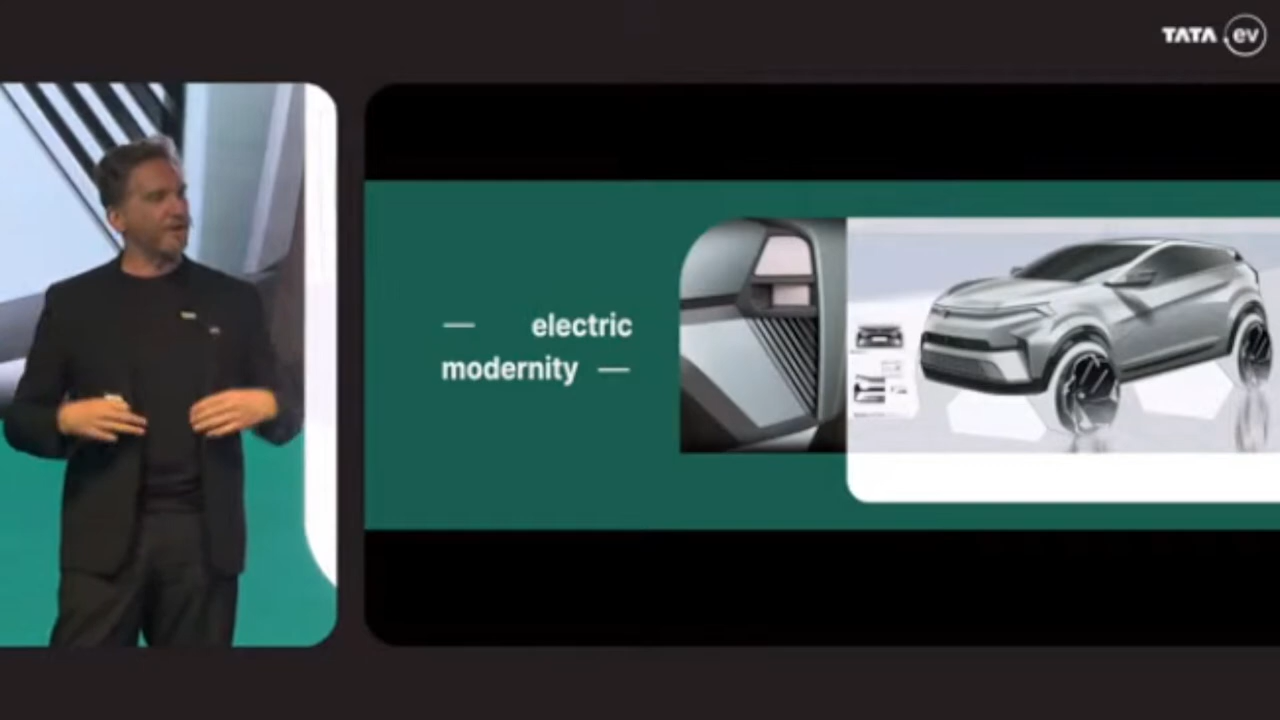 TATA .ev
— electric
modernity —